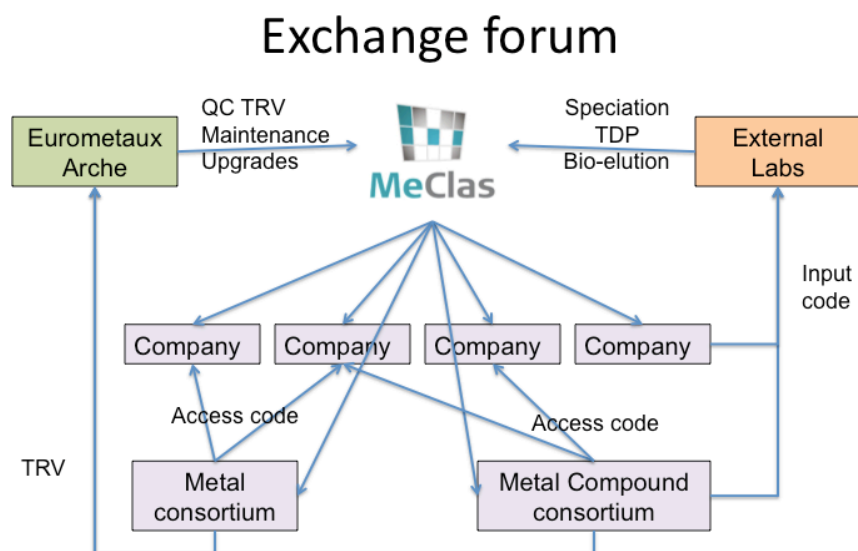 Exchange forum
QC TRV
Maintenance
Upgrades
Speciation
TDP
Bio-elution
Eurometaux
Arche
MeClas
External
Labs
Input
code
Company
Company
Company
Company
Access code
Access code
TRV
Metal
consortium
Metal Compound
consortium